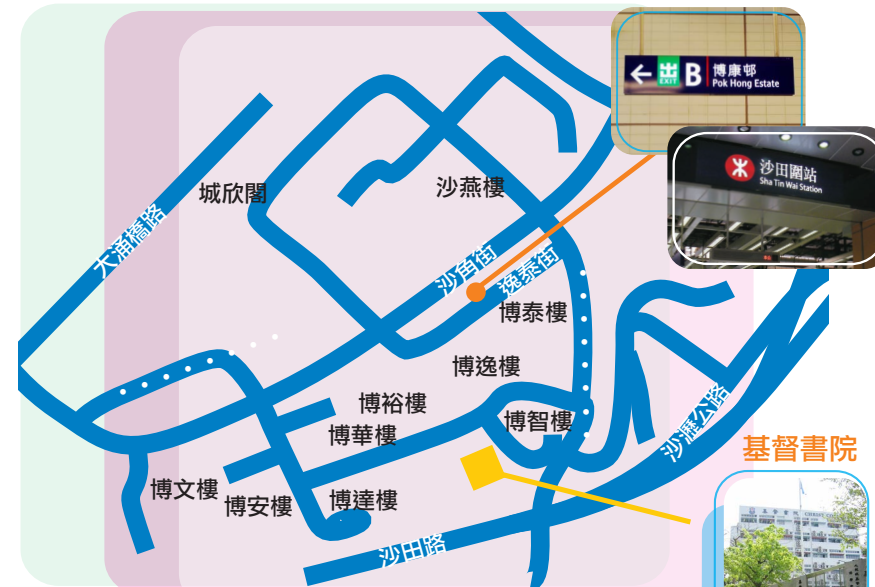 出
EXIT
B
博康邨
Pok Hong Estate
沙田圍站
Sha Tin Wai Station
城欣閣
沙燕樓
大涌橋路
沙角街
逸泰街
博泰樓
博逸樓
博裕樓
博智樓
博華樓
沙瀝公路
基督書院
博文樓
博安樓
博達樓
沙田路